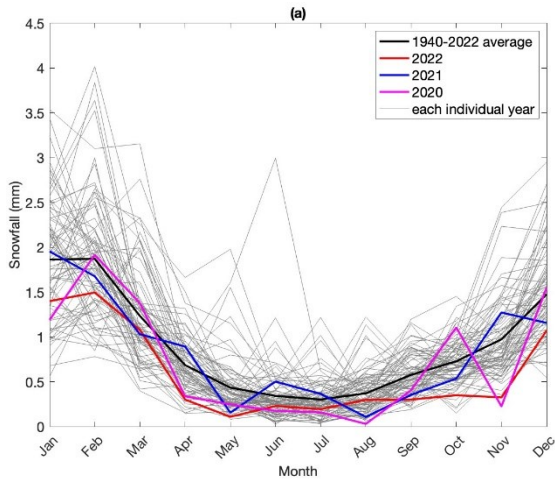 (a)
4.5
4
3.5
3
2.5
2
1.5
1
0.5
0
Snowfall (mm)
1940-2022 average
2022
2021
2020
each individual year
Jan
Feb
Mar
Apr
May
Jun
Jul
Aug
Sep
Oct
Nov
Dec
Month